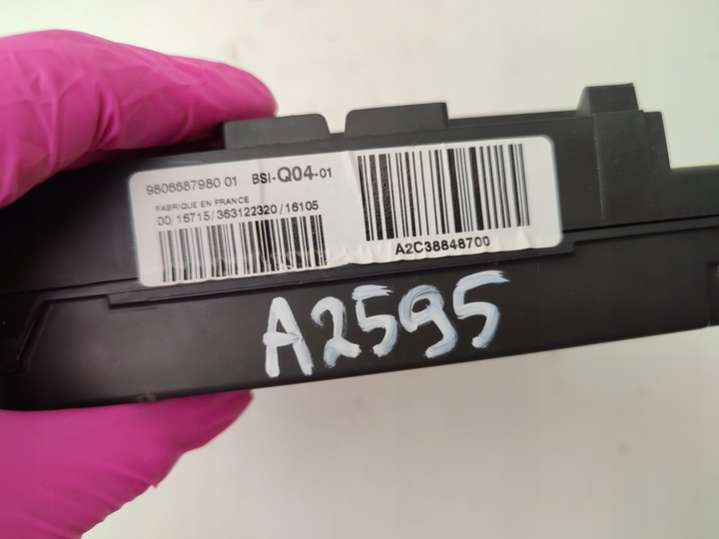 9806687980 01 BSI-Q04-01
FABRIQUE EN FRANCE
00/16715/363122320/16105
A2C38848700
A2595